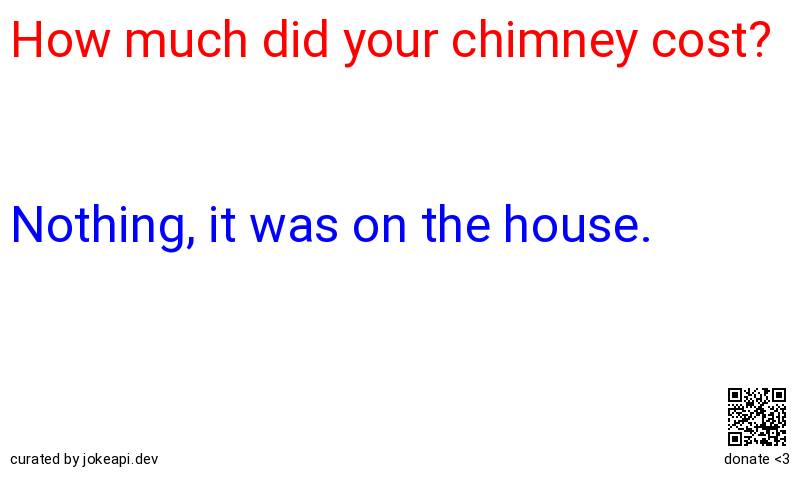 How much did your chimney cost?
Nothing, it was on the house.
curated by jokeapi.dev
donate <3